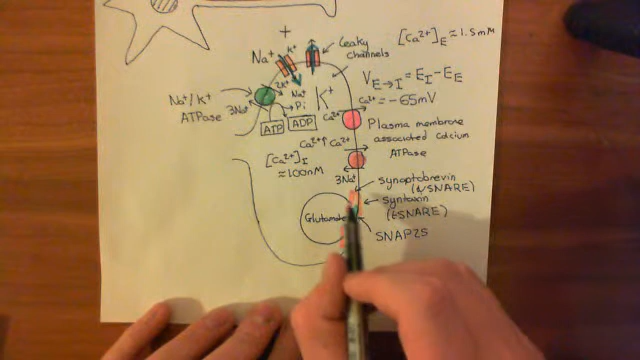 +
[Ca²⁺]E ≈ 1.5mM
Leaky channels
Na⁺
K⁺
VE→I = EI − EE
= −65mV
Na⁺/K⁺ ATPase
3Na⁺
2K⁺
Na⁺
Pi
K⁺
ATP
ADP
Ca²⁺
Ca²⁺
Plasma membrane associated calcium ATPase
Ca²⁺↑
Ca²⁺
[Ca²⁺]I ≈ 100nM
3Na⁺
Synaptobrevin (vSNARE)
Syntaxin (tSNARE)
SNAP25
Glutamate